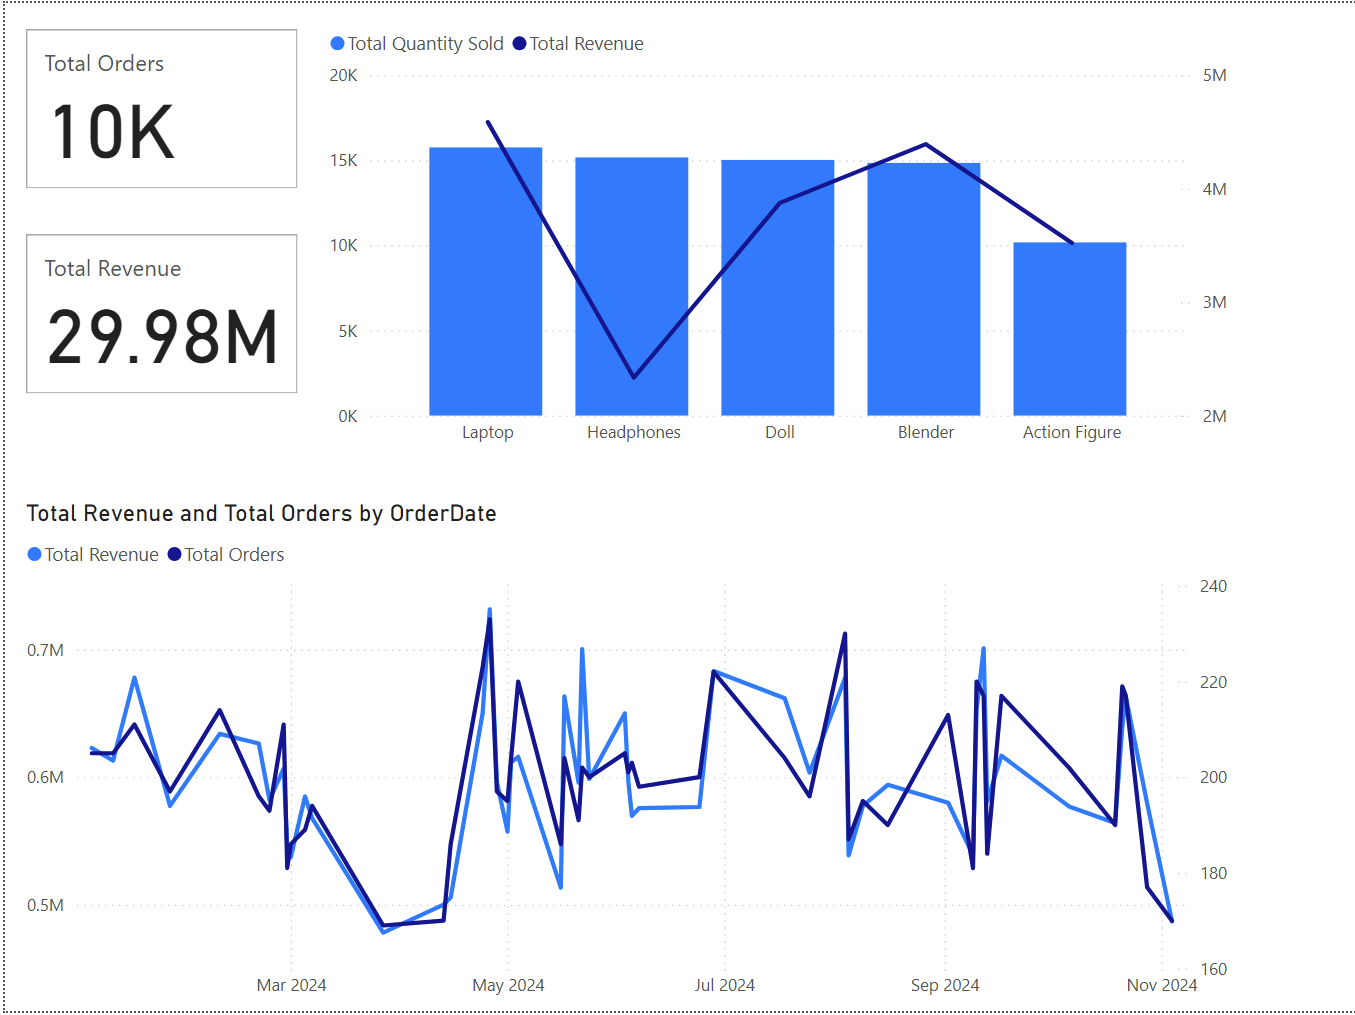 Total Orders
10K
Total Revenue
29.98M
Total Quantity Sold Total Revenue
20K
15K
10K
5K
0K
5M
4M
3M
2M
Laptop Headphones Doll Blender Action Figure
Total Revenue and Total Orders by OrderDate
Total Revenue Total Orders
0.7M
0.6M
0.5M
240
220
200
180
160
Mar 2024 May 2024 Jul 2024 Sep 2024 Nov 2024